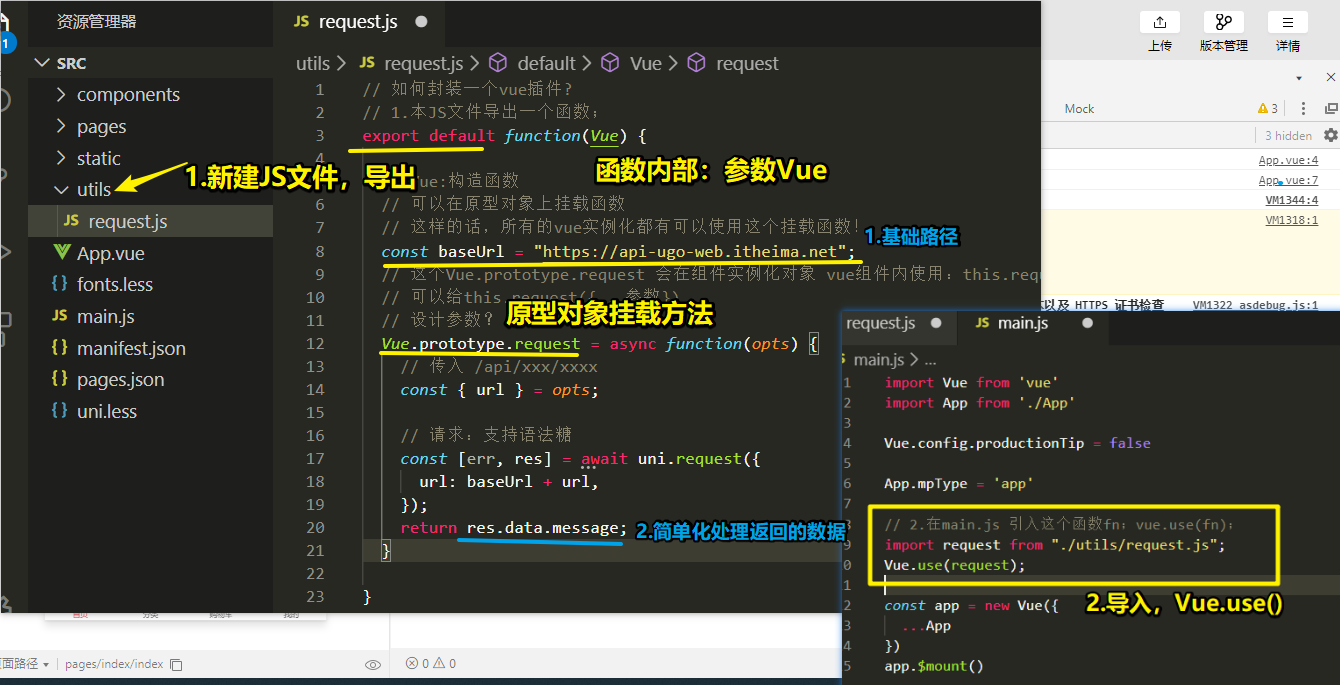 资源管理器
SRC
components
pages
static
utils
JS request.js
App.vue
fonts.less
JS main.js
manifest.json
pages.json
uni.less
1
1.新建JS文件，导出
JS request.js
utils > JS request.js > default > Vue > request
1 // 如何封装一个vue插件?
2 // 1.本JS文件导出一个函数;
3 export default function(Vue) {
4
ue:构造函数
函数内部：参数Vue
6 // 可以在原型对象上挂载函数
7 // 这样的话，所有的vue实例化都有可以使用这个挂载函数!
8 const baseUrl = "https://api-ugo-web.itheima.net";
1.基础路径
9 // 这个Vue.prototype.request 会在组件实例化对象 vue组件内使用：this.requ
10 // 可以给this.request({ 参数})
11 // 设计参数?
原型对象挂载方法
12 Vue.prototype.request = async function(opts) {
13 // 传入 /api/xxx/xxxx
14 const { url } = opts;
15
16 // 请求：支持语法糖
17 const [err, res] = await uni.request({
18 url: baseUrl + url,
19 });
20 return res.data.message;
2.简单化处理返回的数据
21 }
22
23 }
上传
版本管理
详情
Mock
3
3 hidden
App.vue:4
App.vue:7
VM1344:4
VM1318:1
以及 HTTPS 证书检查 VM1322 asdebug.js:1
request.js
JS main.js
main.js > ...
1 import Vue from 'vue'
2 import App from './App'
3
4 Vue.config.productionTip = false
5
6 App.mpType = 'app'
7
// 2.在main.js 引入这个函数fn；vue.use(fn);
9 import request from "./utils/request.js";
0 Vue.use(request);
1
2.导入，Vue.use()
2 const app = new Vue({
3 ...App
4 })
5 app.$mount()
首页
分类
购物车
我的
页面路径
pages/index/index
0
0